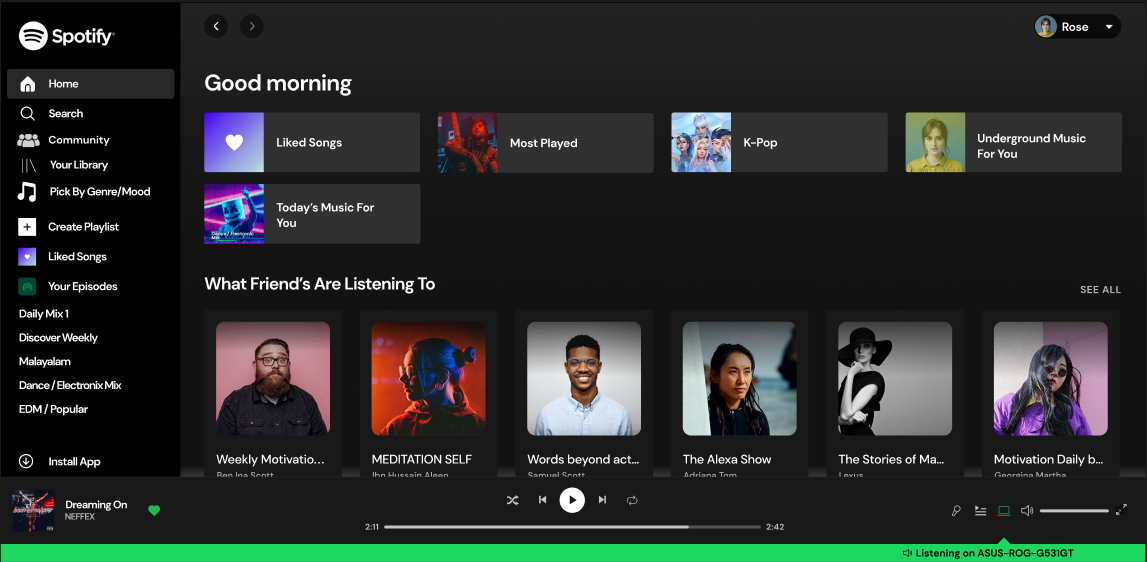 Spotify
Rose
Home
Search
Community
Your Library
Pick By Genre/Mood
Create Playlist
Liked Songs
Your Episodes
Daily Mix 1
Discover Weekly
Malayalam
Dance / Electronix Mix
EDM / Popular
Install App
Good morning
Liked Songs
Most Played
K-Pop
Underground Music
For You
Dance / Electronic
Mix
Today's Music For
You
What Friend's Are Listening To
SEE ALL
Weekly Motivatio...
Ben Ina Scott
MEDITATION SELF
Ibn Hussain Aleen
Words beyond act...
Samuel Scott
The Alexa Show
Adriana Tom
The Stories of Ma...
Lexus
Motivation Daily b...
Georgina Martha
Dreaming On
NEFFEX
2:11
2:42
Listening on ASUS-ROG-G531GT